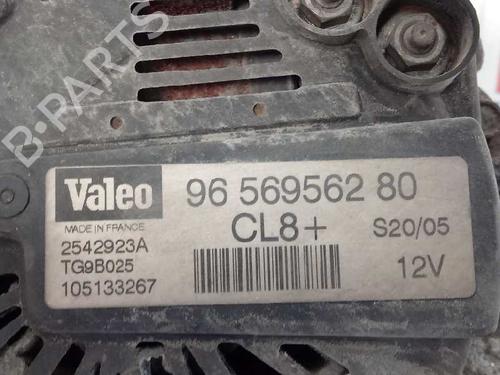 B-PARTS
Valeo
96 569562 80
MADE IN FRANCE
CL8+
S20/05
2542923A
TG9B025
12V
105133267